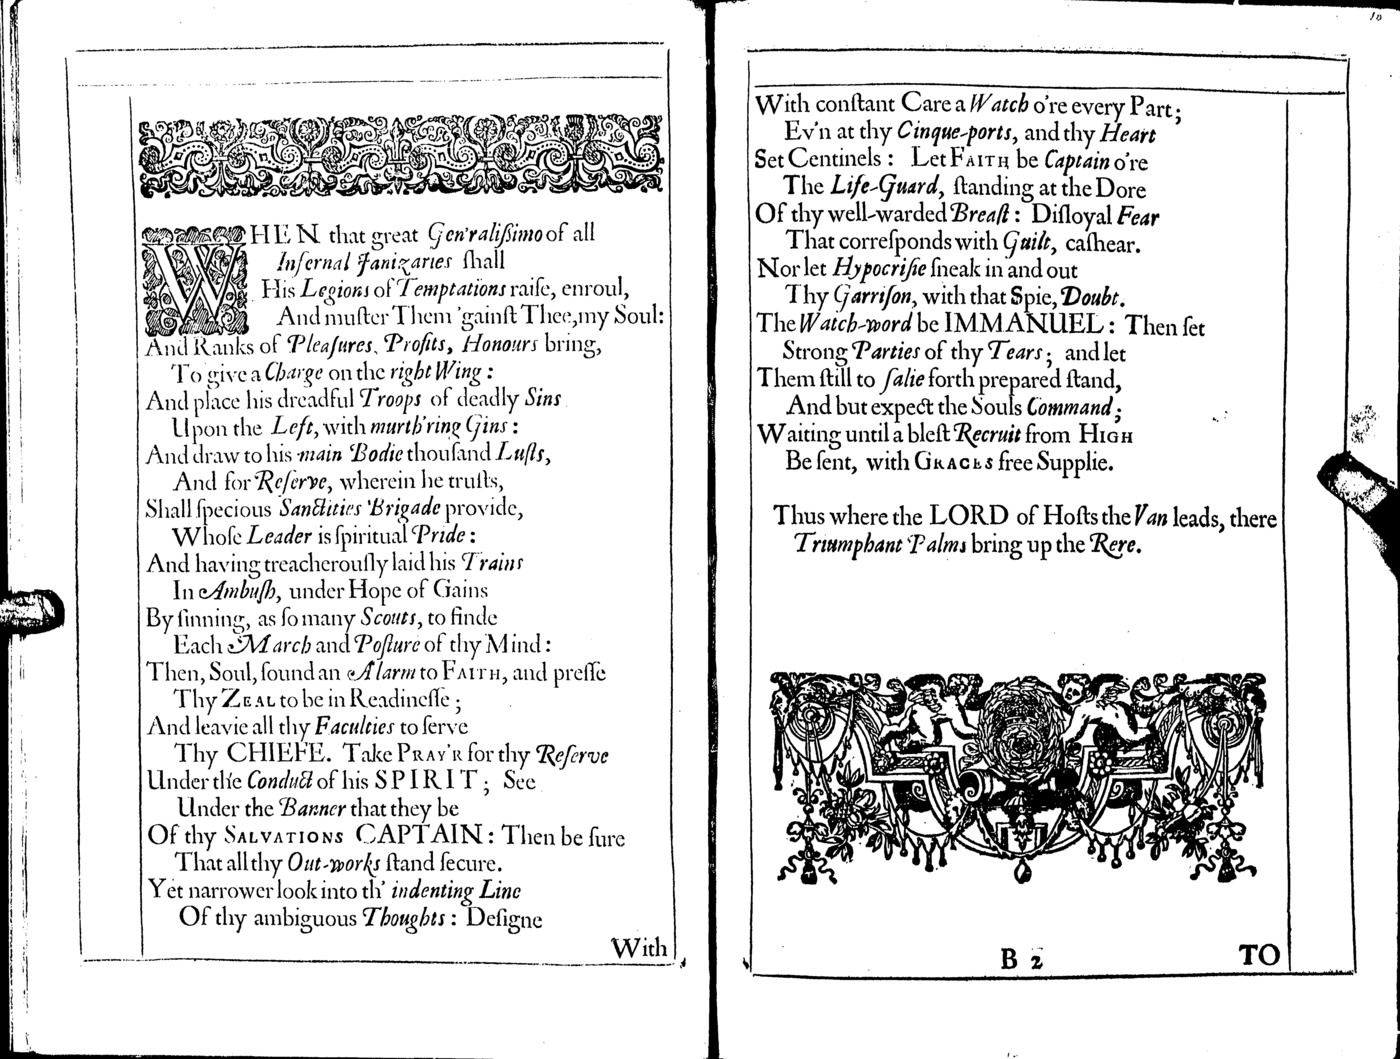 WHEN that great Gen'raliſſimo of all
Infernal Janizaries ſhall
His Legions of Temptations raiſe, enroul,
And muſter Them 'gainſt Thee, my Soul:
And Ranks of Pleaſures, Profits, Honours bring,
To give a Charge on the right Wing:
And place his dreadful Troops of deadly Sins
Upon the Left, with murth'ring Gins:
And draw to his main Bodie thouſand Luſts,
And for Reſerve, wherein he truſts,
Shall ſpecious Sanctities Brigade provide,
Whoſe Leader is ſpiritual Pride:
And having treacherouſly laid his Trains
In Ambuſh, under Hope of Gains
By ſinning, as ſo many Scouts, to finde
Each March and Poſture of thy Mind:
Then, Soul, ſound an Alarm to FAITH, and preſſe
Thy ZEAL to be in Readineſſe;
And leavie all thy Faculties to ſerve
Thy CHIEFE. Take PRAY'R for thy Reſerve
Under the Conduct of his SPIRIT; See
Under the Banner that they be
Of thy SALVATIONS CAPTAIN: Then be ſure
That all thy Out-works ſtand ſecure.
Yet narrower look into th' indenting Line
Of thy ambiguous Thoughts: Deſigne
With
10
With conſtant Care a Watch o're every Part;
Ev'n at thy Cinque-ports, and thy Heart
Set Centinels: Let FAITH be Captain o're
The Life-Guard, ſtanding at the Dore
Of thy well-warded Breaſt: Diſloyal Fear
That correſponds with Guilt, caſhear.
Nor let Hypocriſie ſneak in and out
Thy Garriſon, with that Spie, Doubt.
The Watch-word be IMMANUEL: Then ſet
Strong Parties of thy Tears; and let
Them ſtill to ſalie forth prepared ſtand,
And but expect the Souls Command;
Waiting until a bleſt Recruit from HIGH
Be ſent, with GRACES free Supplie.
Thus where the LORD of Hoſts the Van leads, there
Triumphant Palms bring up the Rere.
B 2
TO